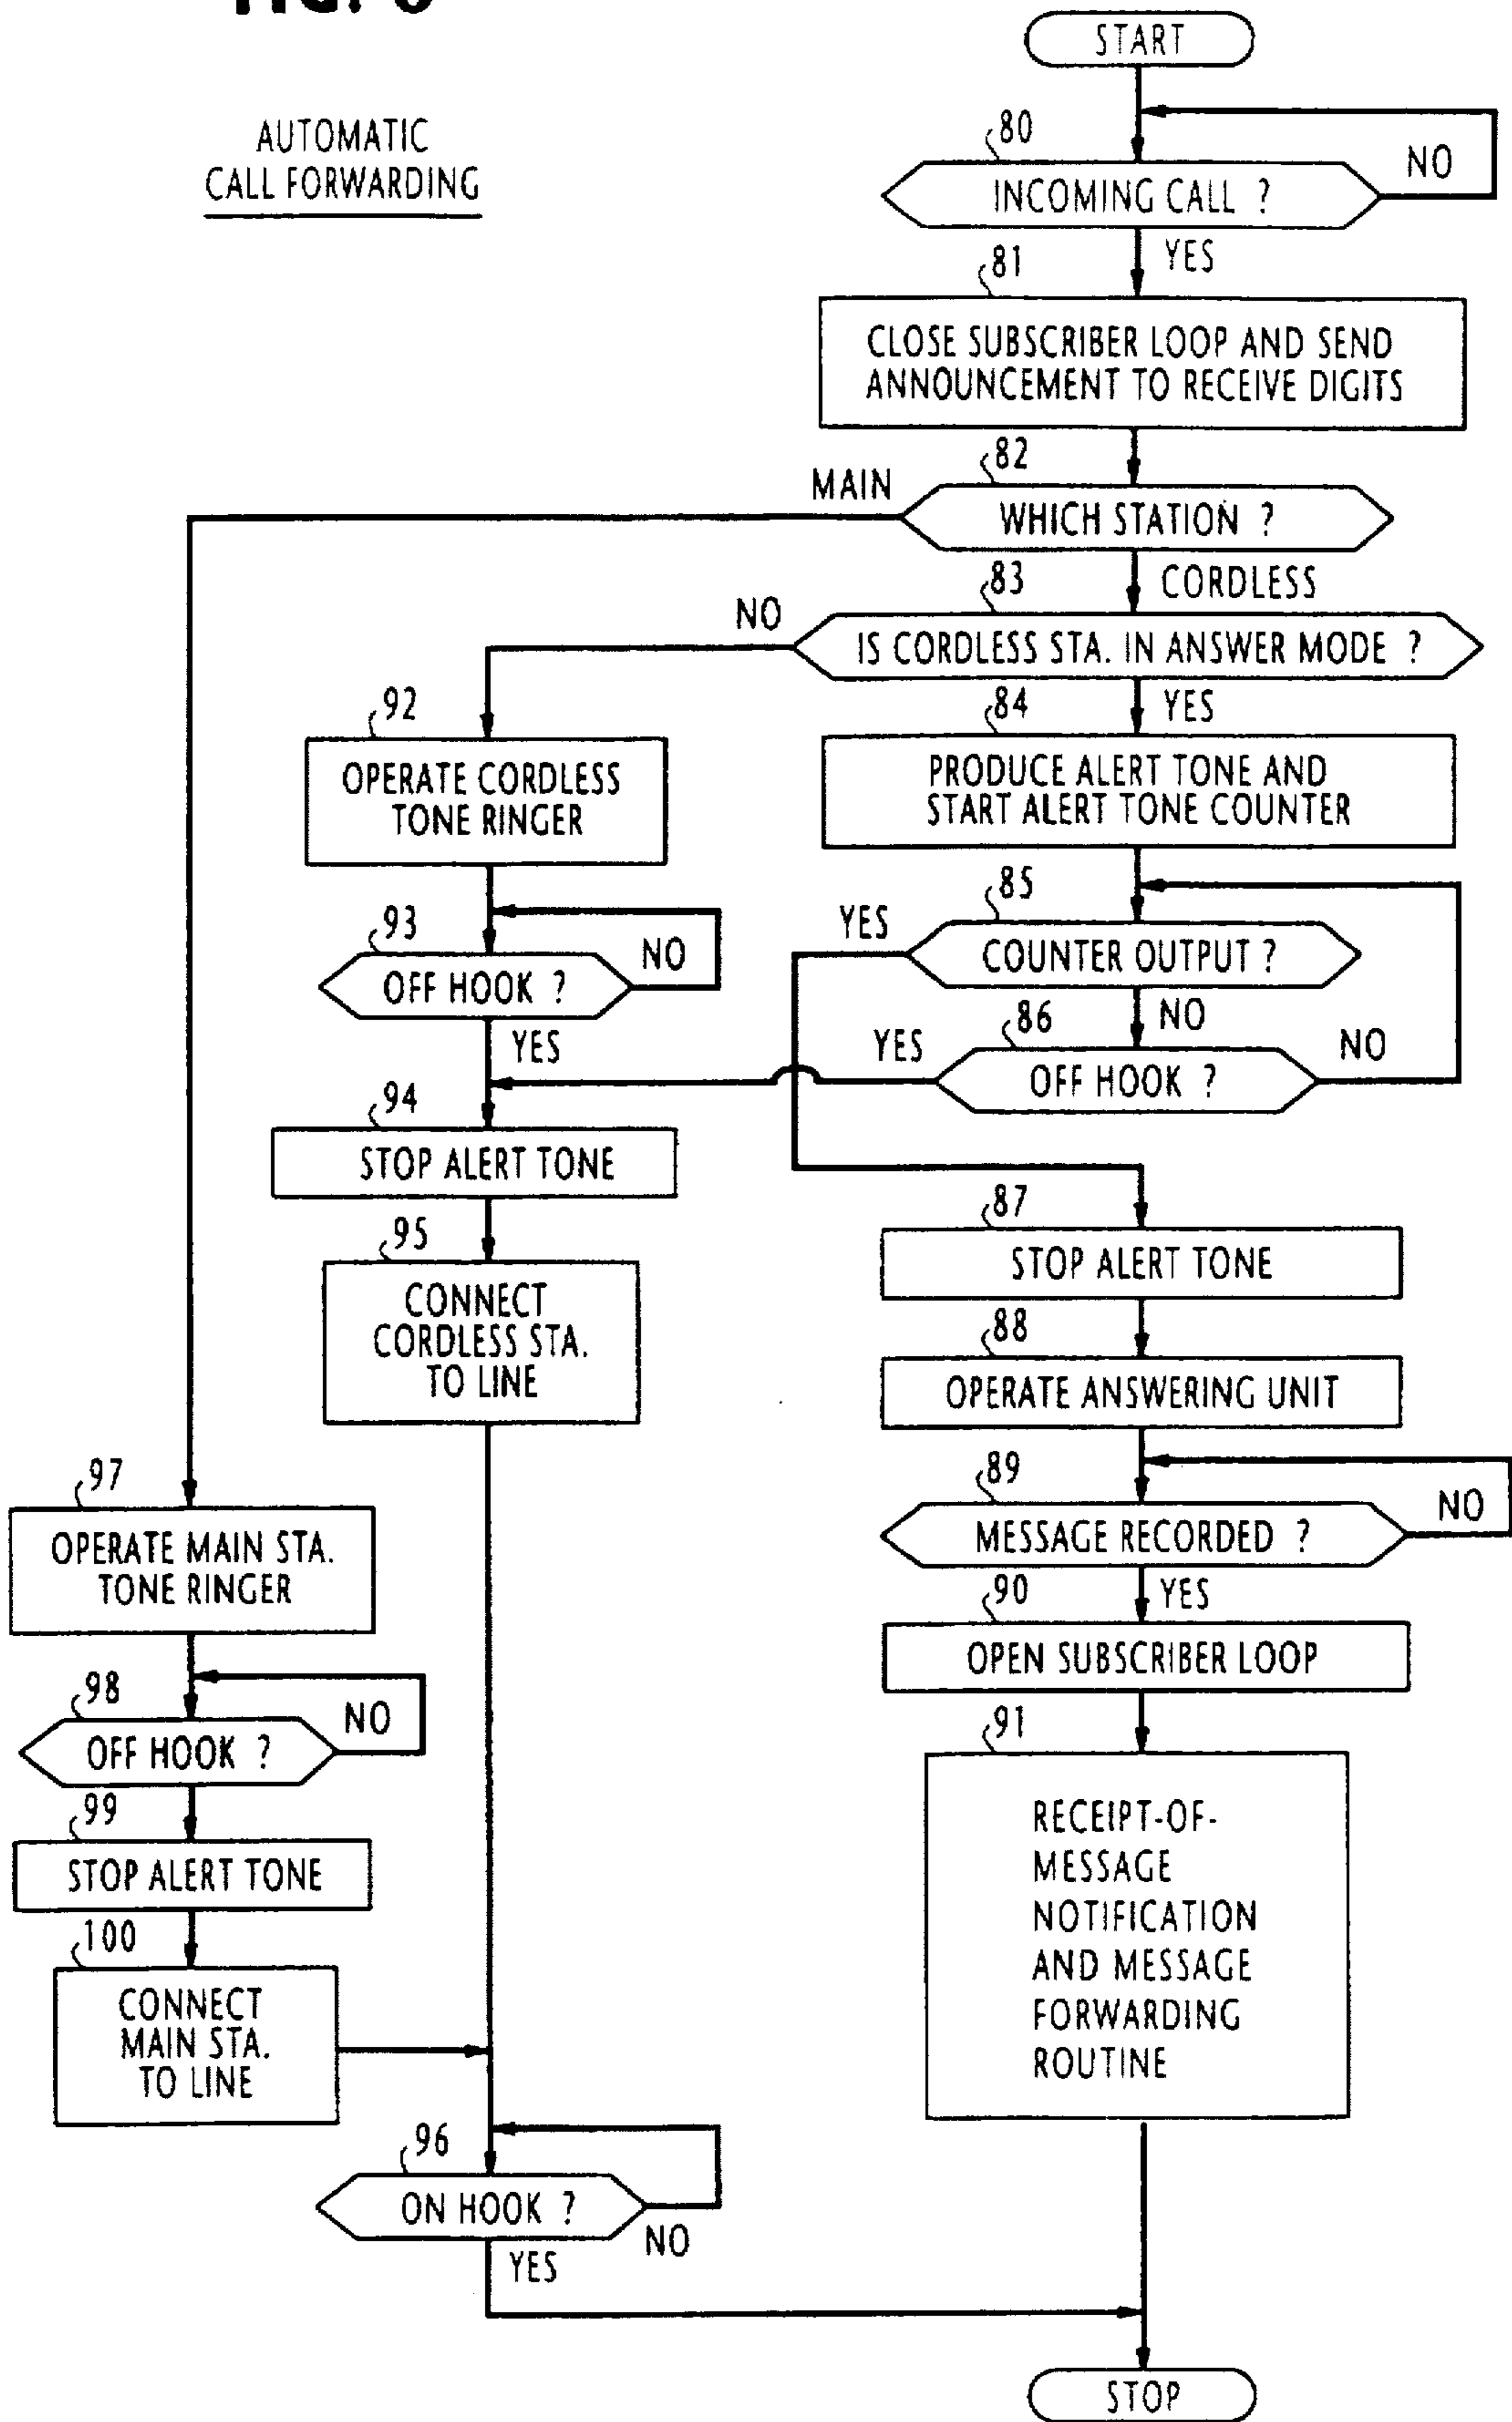 START
AUTOMATIC
CALL FORWARDING
80
NO
INCOMING CALL ?
YES
81
CLOSE SUBSCRIBER LOOP AND SEND
ANNOUNCEMENT TO RECEIVE DIGITS
82
MAIN
WHICH STATION ?
CORDLESS
83
NO
IS CORDLESS STA. IN ANSWER MODE ?
YES
84
PRODUCE ALERT TONE AND
START ALERT TONE COUNTER
92
OPERATE CORDLESS
TONE RINGER
85
YES
COUNTER OUTPUT ?
NO
93
NO
OFF HOOK ?
YES
86
YES
NO
OFF HOOK ?
94
STOP ALERT TONE
95
CONNECT
CORDLESS STA.
TO LINE
87
STOP ALERT TONE
88
OPERATE ANSWERING UNIT
89
NO
MESSAGE RECORDED ?
YES
90
OPEN SUBSCRIBER LOOP
91
RECEIPT-OF-
MESSAGE
NOTIFICATION
AND MESSAGE
FORWARDING
ROUTINE
97
OPERATE MAIN STA.
TONE RINGER
98
NO
OFF HOOK ?
99
STOP ALERT TONE
100
CONNECT
MAIN STA.
TO LINE
96
ON HOOK ?
NO
YES
STOP